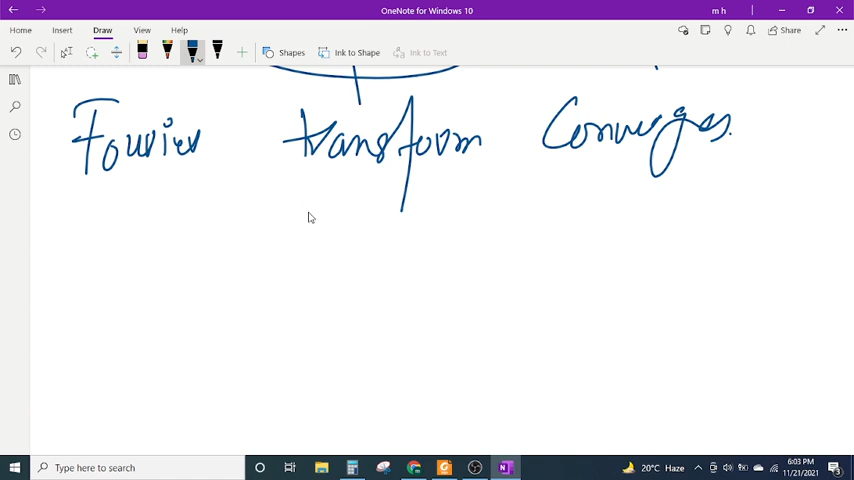 OneNote for Windows 10
m h
Home Insert Draw View Help
Share
Shapes Ink to Shape Ink to Text
Fourier transform Converges.
Type here to search
20°C Haze
6:03 PM
11/21/2021
3